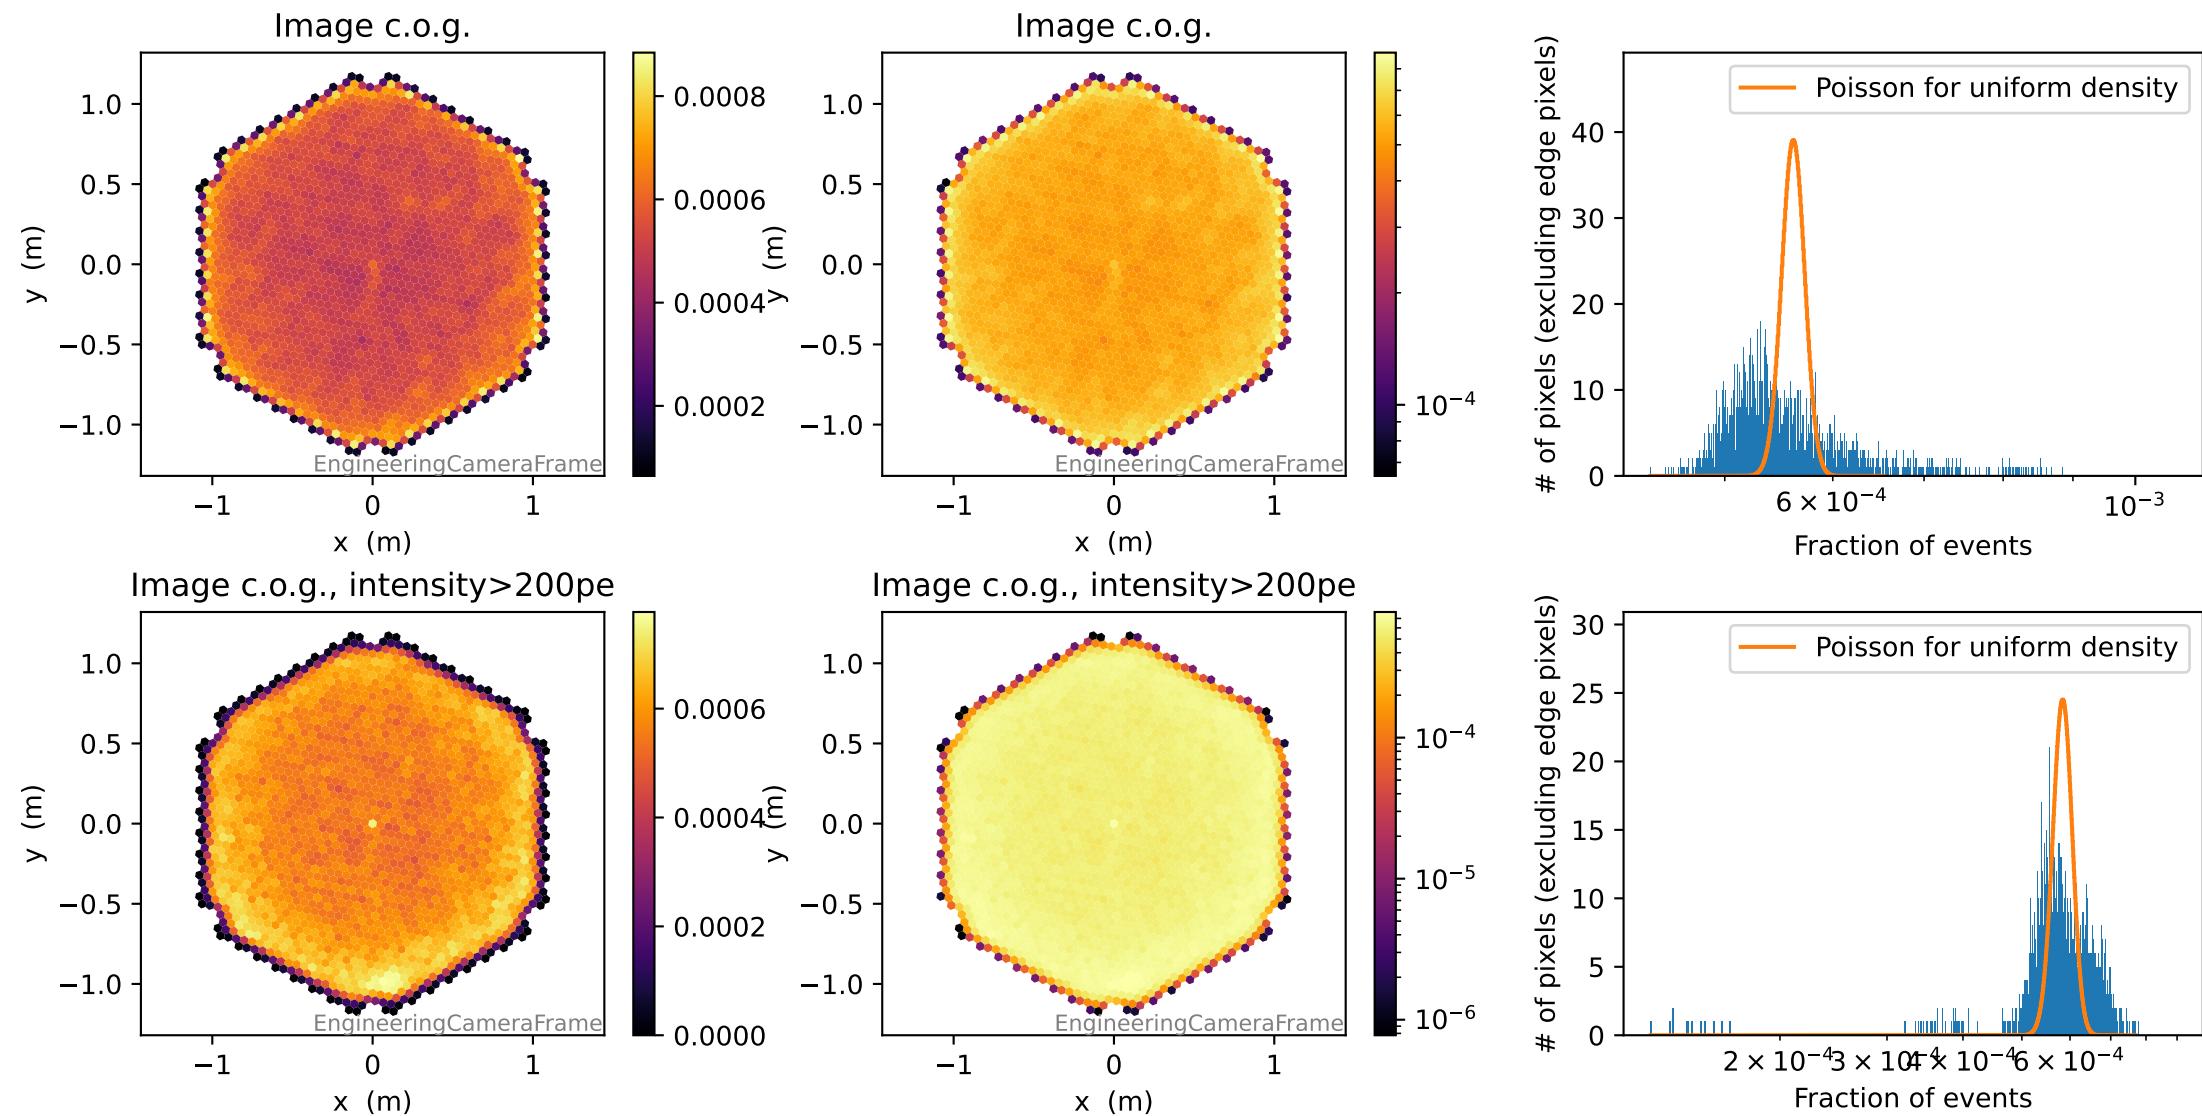 Image c.o.g.
1.0
0.5
0.0
−0.5
−1.0
y (m)
−1 0 1
x (m)
EngineeringCameraFrame
0.0008
0.0006
0.0004
0.0002
Image c.o.g.
1.0
0.5
0.0
−0.5
−1.0
y (m)
−1 0 1
x (m)
EngineeringCameraFrame
10⁻⁴
# of pixels (excluding edge pixels)
40
30
20
10
0
Poisson for uniform density
6 × 10⁻⁴ 10⁻³
Fraction of events
Image c.o.g., intensity>200pe
1.0
0.5
0.0
−0.5
−1.0
y (m)
−1 0 1
x (m)
EngineeringCameraFrame
0.0006
0.0004
0.0002
0.0000
Image c.o.g., intensity>200pe
1.0
0.5
0.0
−0.5
−1.0
y (m)
−1 0 1
x (m)
EngineeringCameraFrame
10⁻⁴
10⁻⁵
10⁻⁶
# of pixels (excluding edge pixels)
30
25
20
15
10
5
0
Poisson for uniform density
2 × 10⁻⁴ 3 × 10⁻⁴ 4 × 10⁻⁴ 6 × 10⁻⁴
Fraction of events